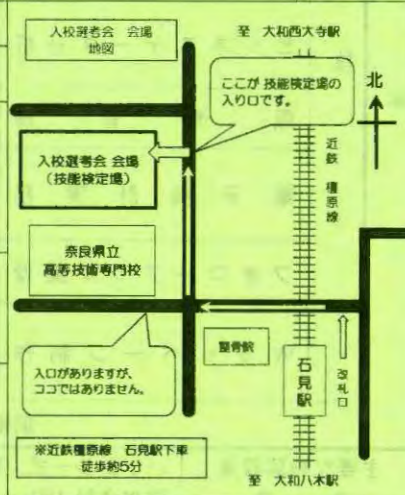 入校選考会 会場
地図
至 大和西大寺駅
ここが 技能検定場の
入り口です。
北
入校選考会 会場
(技能検定場)
近鉄 橿原線
奈良県立
高等技術専門校
入口がありますが、
ココではありません。
整骨院
石見駅
改札口
※近鉄橿原線 石見駅下車
徒歩約5分
至 大和八木駅